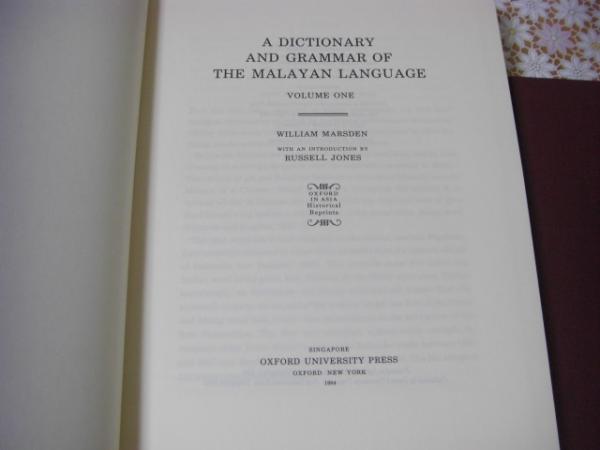 A DICTIONARY
AND GRAMMAR OF
THE MALAYAN LANGUAGE
VOLUME ONE
WILLIAM MARSDEN
WITH AN INTRODUCTION BY
RUSSELL JONES
OXFORD
IN ASIA
Historical
Reprints
SINGAPORE
OXFORD UNIVERSITY PRESS
OXFORD NEW YORK
1984